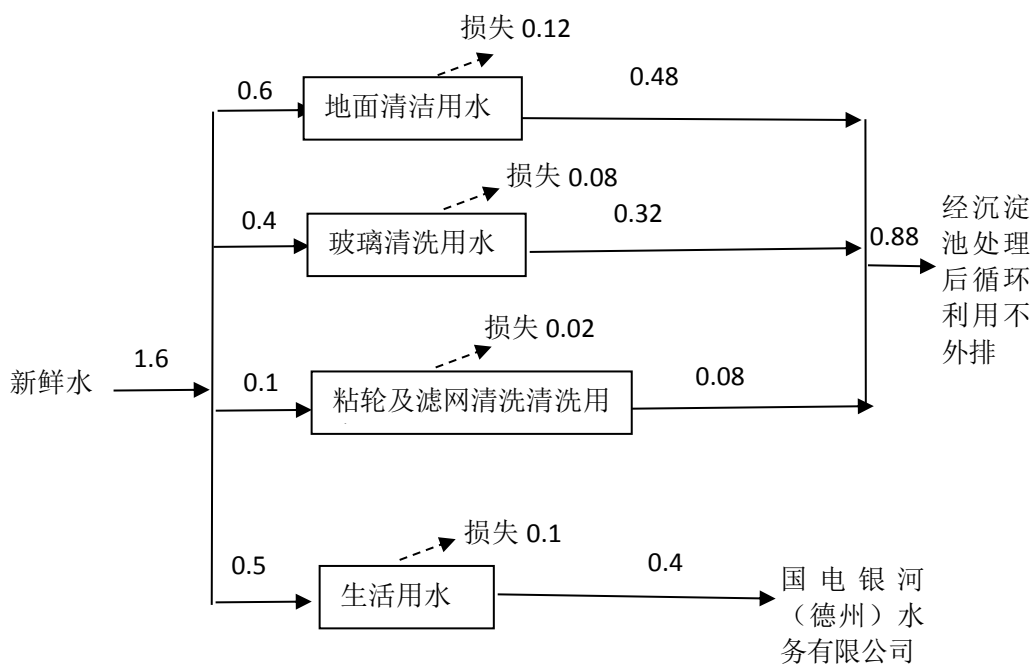 损失 0.12
0.6
地面清洁用水
0.48
损失 0.08
0.4
玻璃清洗用水
0.32
经沉淀
池处理
后循环
利用不
外排
0.88
损失 0.02
新鲜水
1.6
0.1
粘轮及滤网清洗清洗用
0.08
损失 0.1
0.5
生活用水
0.4
国电银河
（德州）水
务有限公司